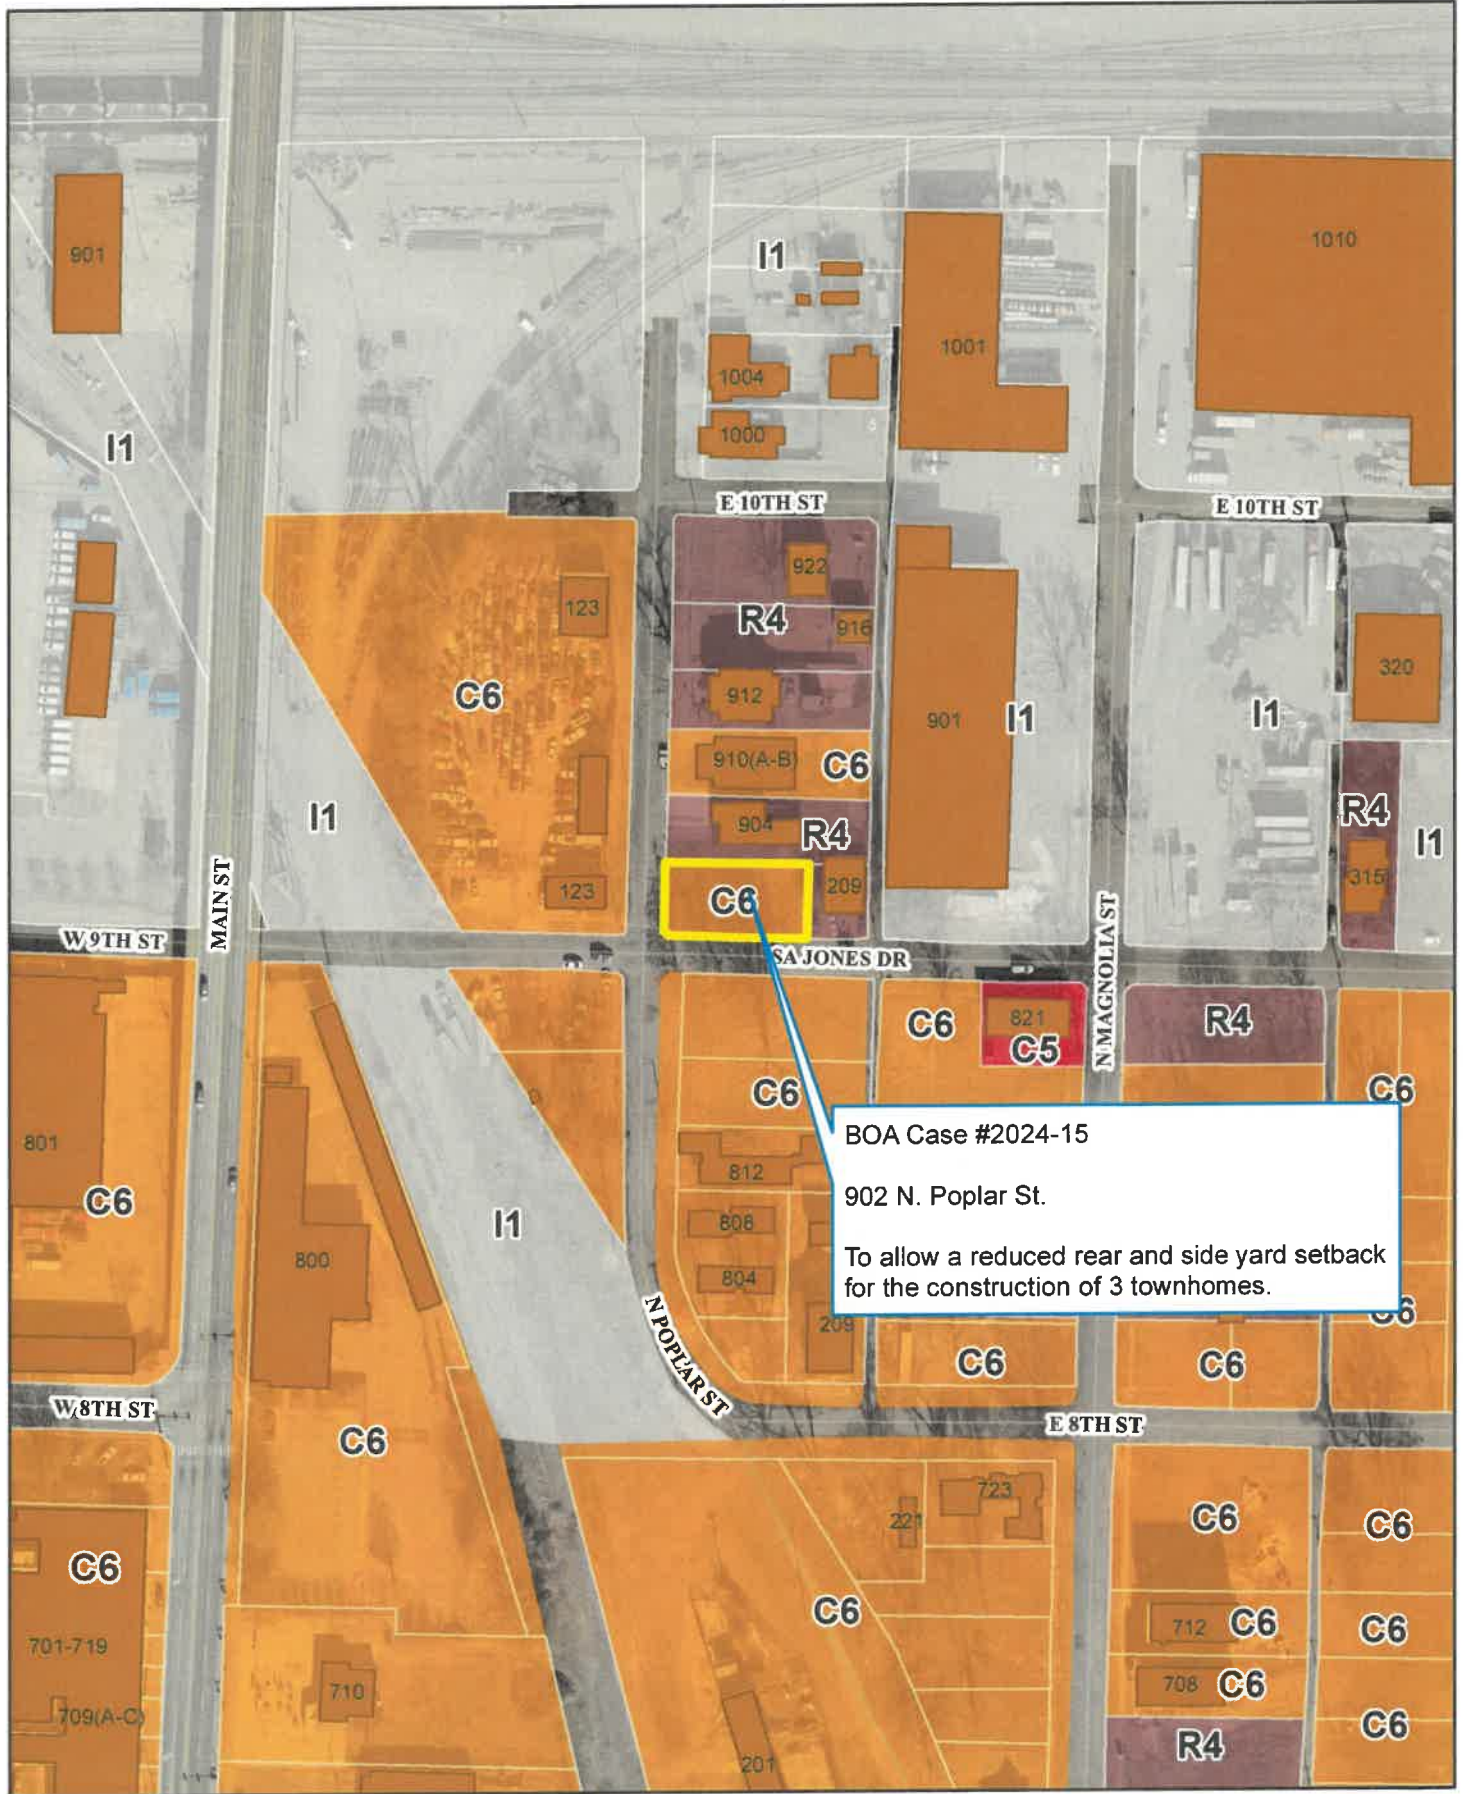 901
I1
1010
1001
1004
1000
I1
E 10TH ST
E 10TH ST
922
123
R4
916
320
C6
912
901
I1
I1
910(A-B)
C6
I1
904
R4
R4
I1
123
C6
209
315
MAIN ST
W 9TH ST
SA JONES DR
N MAGNOLIA ST
C6
821
C5
R4
C6
C6
801
812
C6
808
I1
800
804
209
C6
N POPLAR ST
BOA Case #2024-15
902 N. Poplar St.
To allow a reduced rear and side yard setback
for the construction of 3 townhomes.
C6
C6
W 8TH ST
E 8TH ST
C6
723
221
C6
C6
C6
C6
712
C6
C6
701-719
708
C6
710
709(A-C)
C6
R4
201